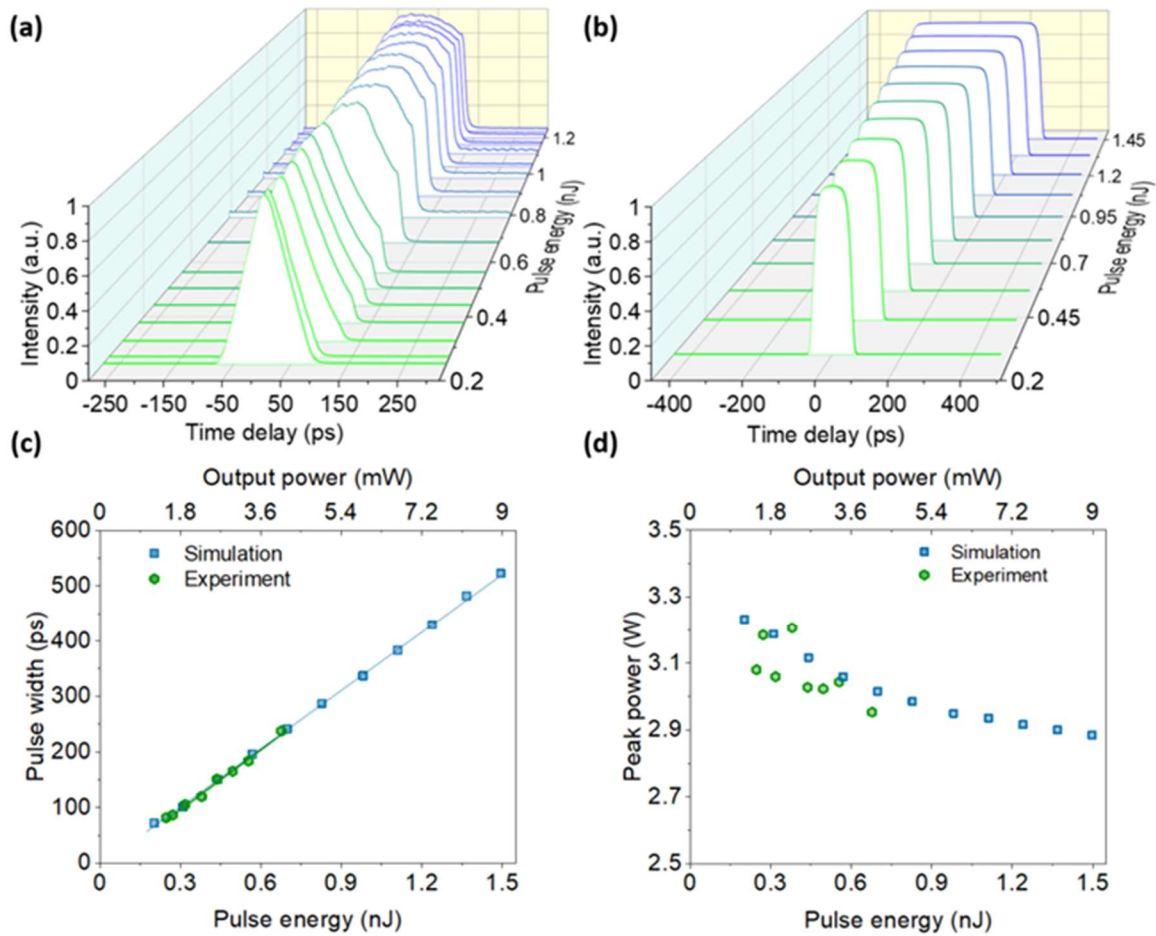 (a)
1
0.8
0.6
0.4
0.2
0
Intensity (a.u.)
-250 -150 -50 50 150 250
Time delay (ps)
1.2
1
0.8
0.6
0.4
0.2
Pulse energy (nJ)
(b)
1
0.8
0.6
0.4
0.2
0
Intensity (a.u.)
-400 -200 0 200 400
Time delay (ps)
1.45
1.2
0.95
0.7
0.45
0.2
Pulse energy (nJ)
(c)
Output power (mW)
0 1.8 3.6 5.4 7.2 9
600
500
400
300
200
100
0
Pulse width (ps)
Simulation
Experiment
0 0.3 0.6 0.9 1.2 1.5
Pulse energy (nJ)
(d)
Output power (mW)
0 1.8 3.6 5.4 7.2 9
3.5
3.3
3.1
2.9
2.7
2.5
Peak power (W)
Simulation
Experiment
0 0.3 0.6 0.9 1.2 1.5
Pulse energy (nJ)